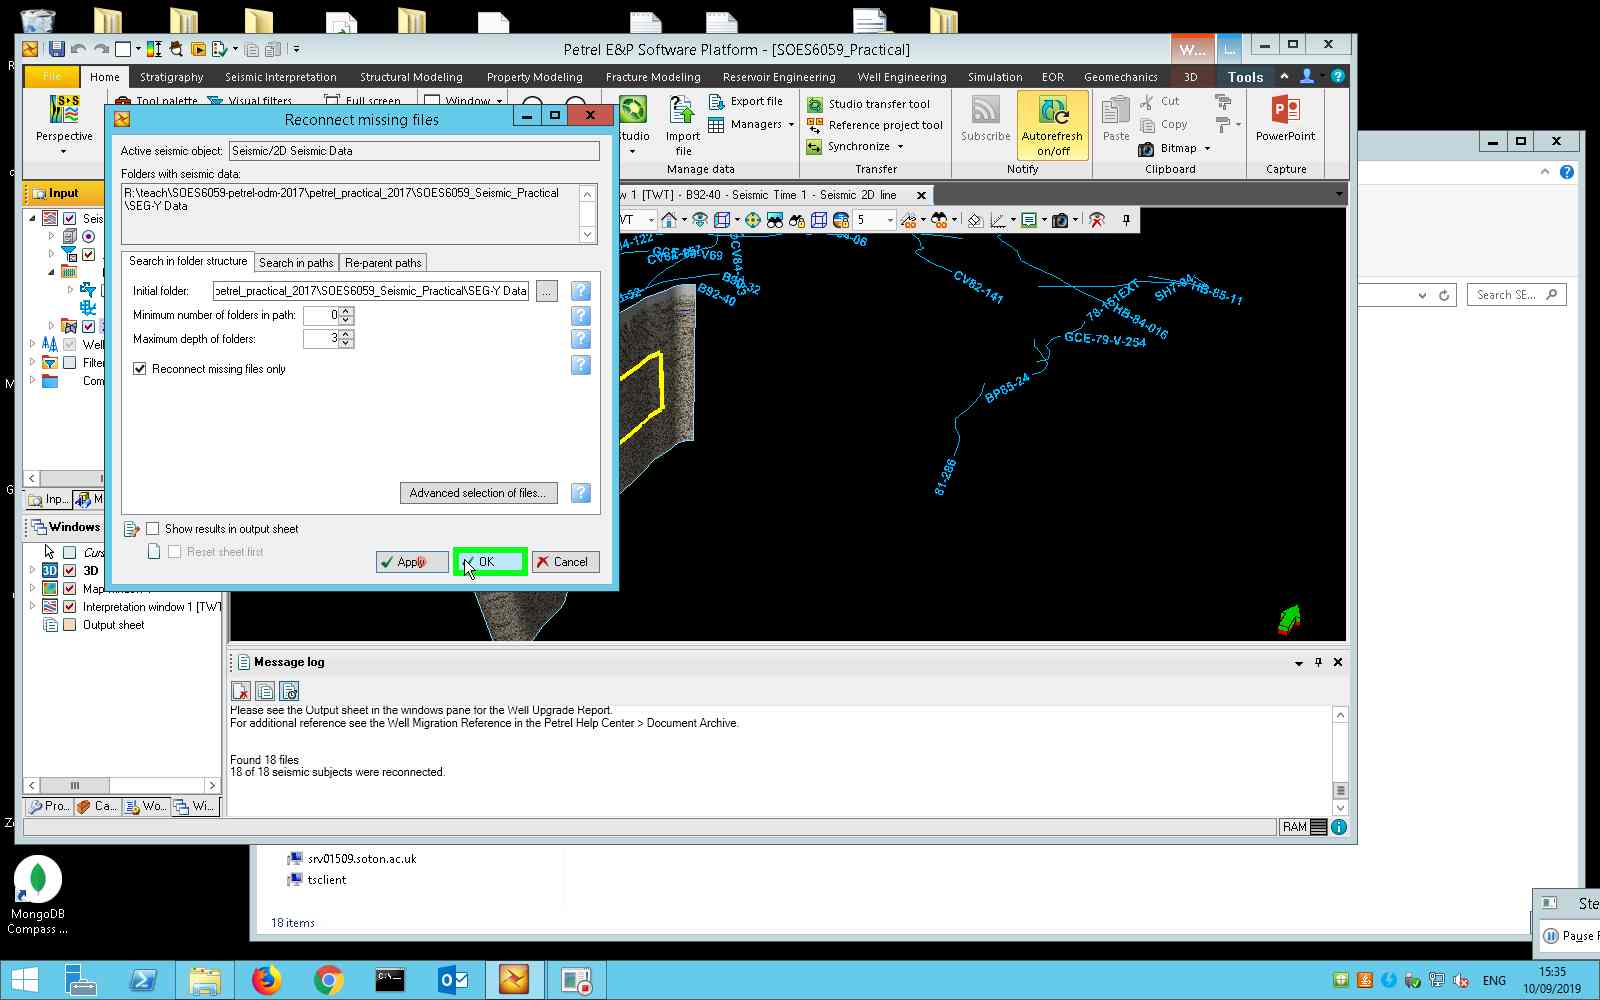 Petrel E&P Software Platform - [SOES6059_Practical]
W...
File
Home
Stratigraphy
Seismic Interpretation
Structural Modeling
Property Modeling
Fracture Modeling
Reservoir Engineering
Well Engineering
Simulation
EOR
Geomechanics
3D
Tools
Perspective
Tool palette
Visual filters
Full screen
Window
Studio
Import file
Export file
Managers
Manage data
Studio transfer tool
Reference project tool
Synchronize
Transfer
Subscribe
Autorefresh on/off
Notify
Paste
Cut
Copy
Bitmap
Clipboard
PowerPoint
Capture
Reconnect missing files
Active seismic object:
Seismic/2D Seismic Data
Folders with seismic data:
R:\teach\SOES6059-petrel-odm-2017\petrel_practical_2017\SOES6059_Seismic_Practical
\SEG-Y Data
Search in folder structure
Search in paths
Re-parent paths
Initial folder:
petrel_practical_2017\SOES6059_Seismic_Practical\SEG-Y Data
...
Minimum number of folders in path:
0
Maximum depth of folders:
3
Reconnect missing files only
Advanced selection of files...
Show results in output sheet
Reset sheet first
Apply
OK
Cancel
w 1 [TWT] - B92-40 - Seismic Time 1 - Seismic 2D line
5
CV82-141
78-151EXT
HB-84-016
HB-85-11
GCE-79-V-254
BP85-24
81-286
B92-40
Input
Seis
Well
Filte
Com
Inp...
M
Windows
Curs
3D
Map
Interpretation window 1 [TWT
Output sheet
Pro...
Ca...
Wo...
Wi...
Message log
Please see the Output sheet in the windows pane for the Well Upgrade Report.
For additional reference see the Well Migration Reference in the Petrel Help Center > Document Archive.
Found 18 files
18 of 18 seismic subjects were reconnected.
RAM
Search SE...
srv01509.soton.ac.uk
tsclient
18 items
MongoDB
Compass ...
Ste
Pause R
ENG
15:35
10/09/2019